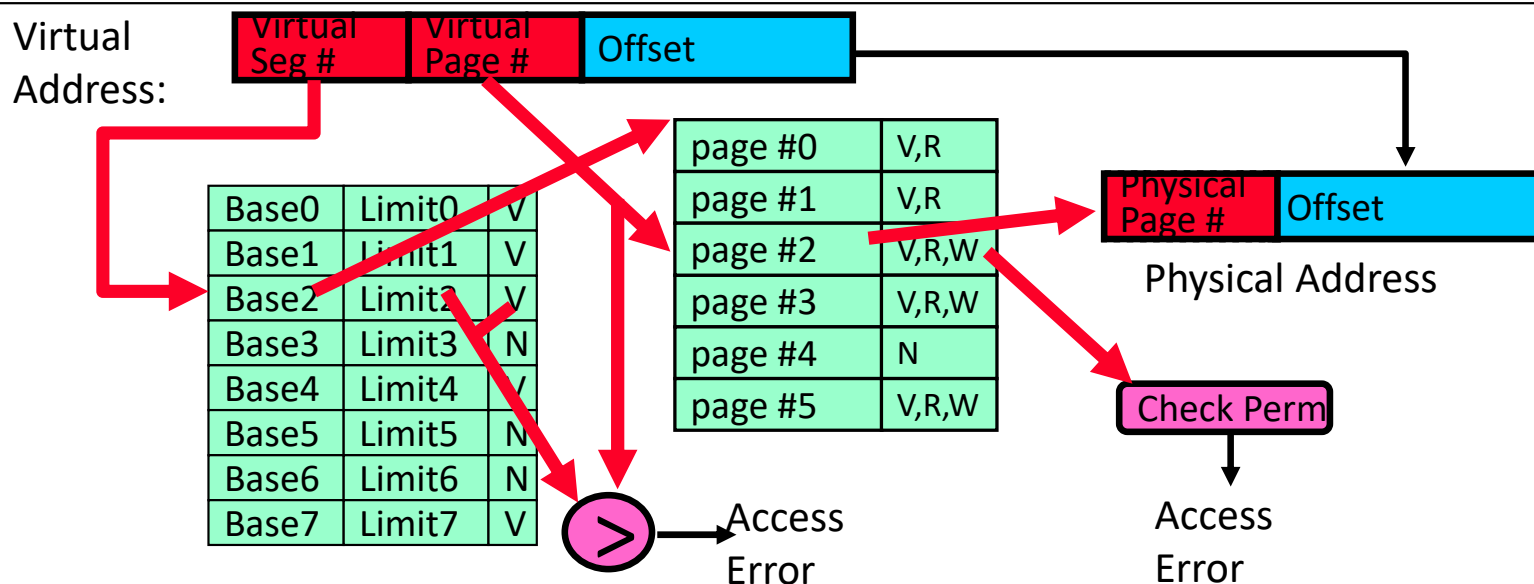 Virtual
Address:
Virtual
Seg #
Virtual
Page #
Offset
page #0 V,R
page #1 V,R
page #2 V,R,W
page #3 V,R,W
page #4 N
page #5 V,R,W
Physical
Page #
Offset
Physical Address
Base0 Limit0 V
Base1 Limit1 V
Base2 Limit2 V
Base3 Limit3 N
Base4 Limit4 V
Base5 Limit5 N
Base6 Limit6 N
Base7 Limit7 V
>
Access
Error
Check Perm
Access
Error